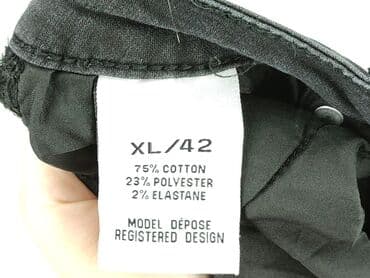 XL/42
75% COTTON
23% POLYESTER
2% ELASTANE
MODEL DÉPOSE
REGISTERED DESIGN